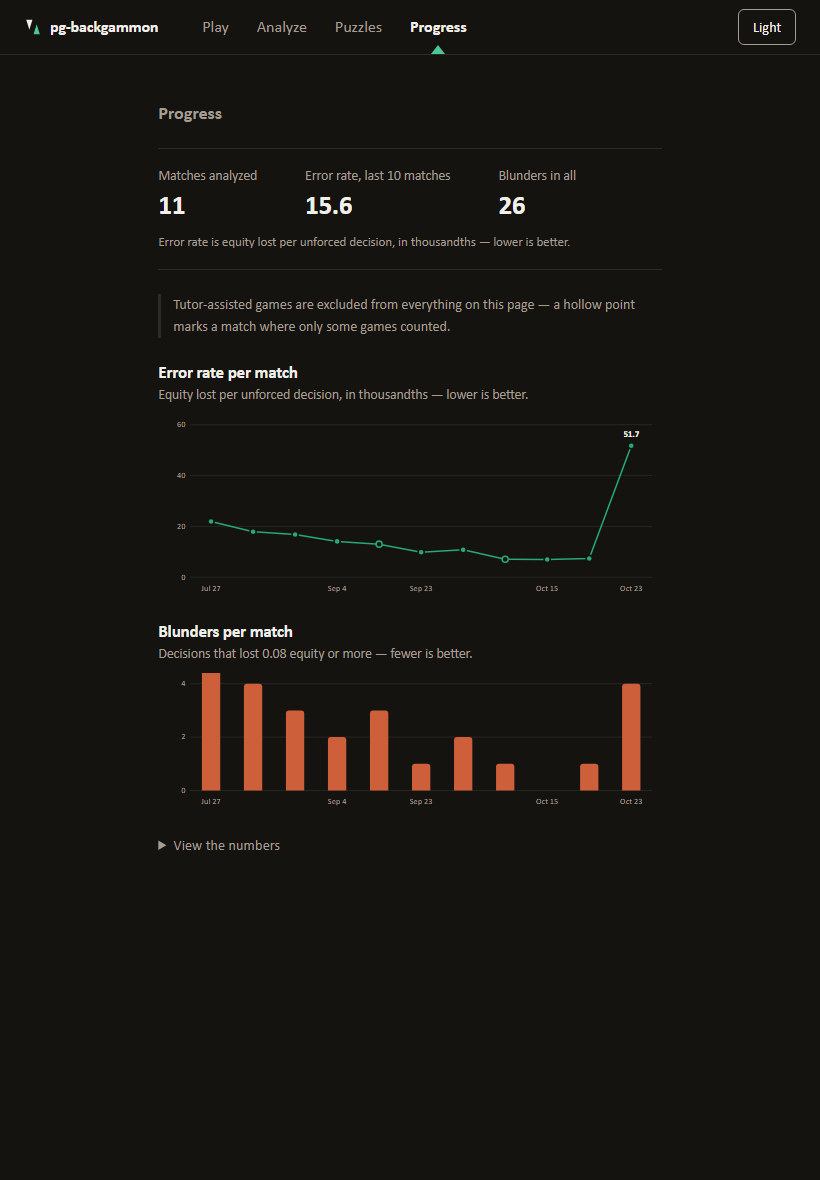 pg-backgammon Play Analyze Puzzles Progress Light
Progress
Matches analyzed Error rate, last 10 matches Blunders in all
11 15.6 26
Error rate is equity lost per unforced decision, in thousandths — lower is better.
Tutor-assisted games are excluded from everything on this page — a hollow point
marks a match where only some games counted.
Error rate per match
Equity lost per unforced decision, in thousandths — lower is better.
60
51.7
40
20
0
Jul 27 Sep 4 Sep 23 Oct 15 Oct 23
Blunders per match
Decisions that lost 0.08 equity or more — fewer is better.
4
2
0
Jul 27 Sep 4 Sep 23 Oct 15 Oct 23
View the numbers